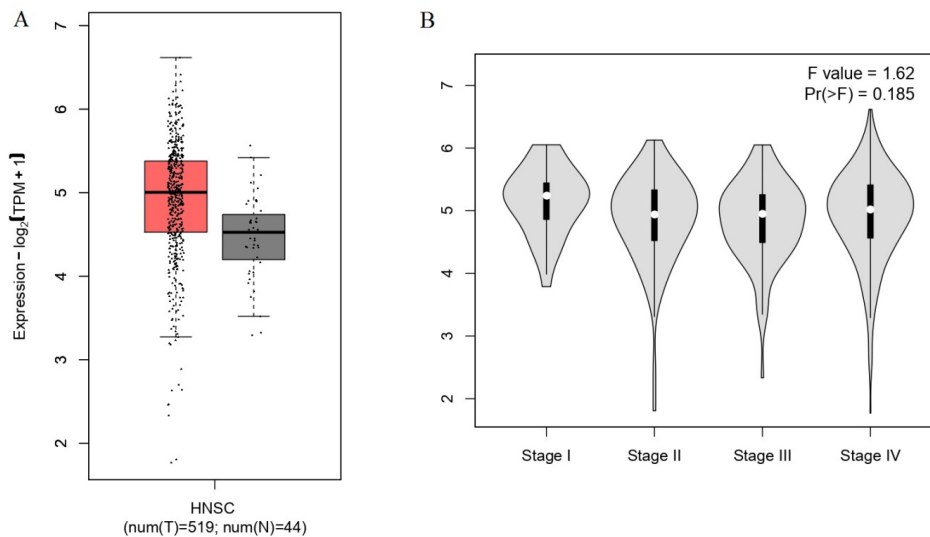 A
Expression – log2(TPM + 1)
7
6
5
4
3
2
HNSC
(num(T)=519; num(N)=44)
B
F value = 1.62
Pr(>F) = 0.185
7
6
5
4
3
2
Stage I
Stage II
Stage III
Stage IV